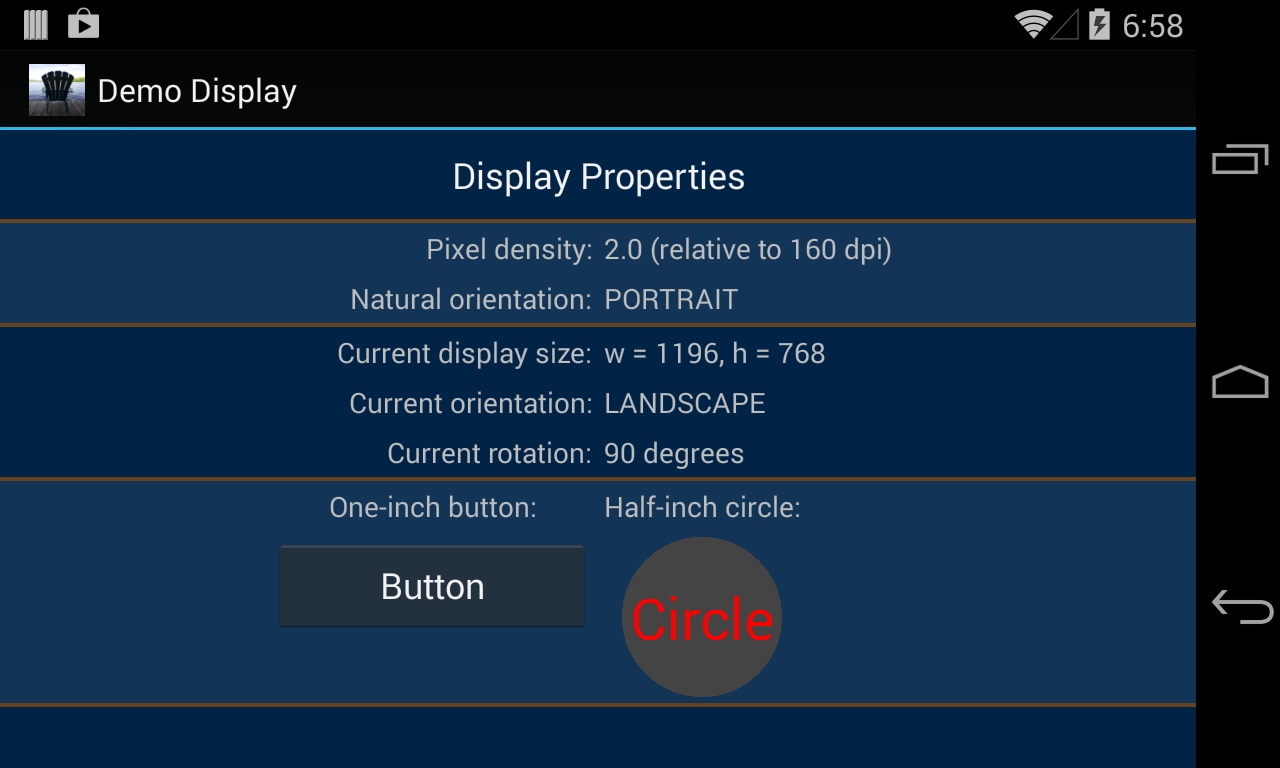 6:58
Demo Display
Display Properties
Pixel density: 2.0 (relative to 160 dpi)
Natural orientation: PORTRAIT
Current display size: w = 1196, h = 768
Current orientation: LANDSCAPE
Current rotation: 90 degrees
One-inch button: Half-inch circle:
Button
Circle